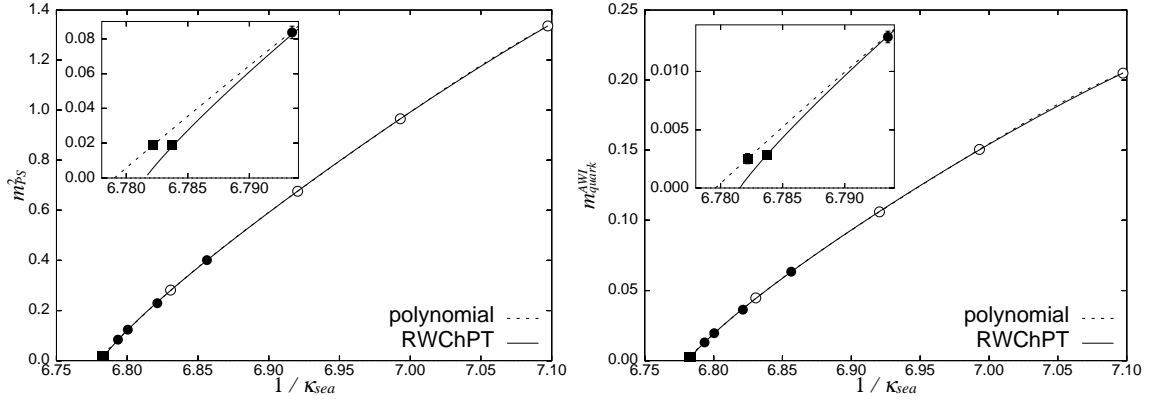 1.4
1.2
1.0
0.8
0.6
0.4
0.2
0.0
m²PS
0.08
0.06
0.04
0.02
0.00
6.780 6.785 6.790
polynomial
RWChPT
6.75 6.80 6.85 6.90 6.95 7.00 7.05 7.10
1 / κsea
0.25
0.20
0.15
0.10
0.05
0.00
m AWI quark
0.010
0.005
0.000
6.780 6.785 6.790
polynomial
RWChPT
6.75 6.80 6.85 6.90 6.95 7.00 7.05 7.10
1 / κsea